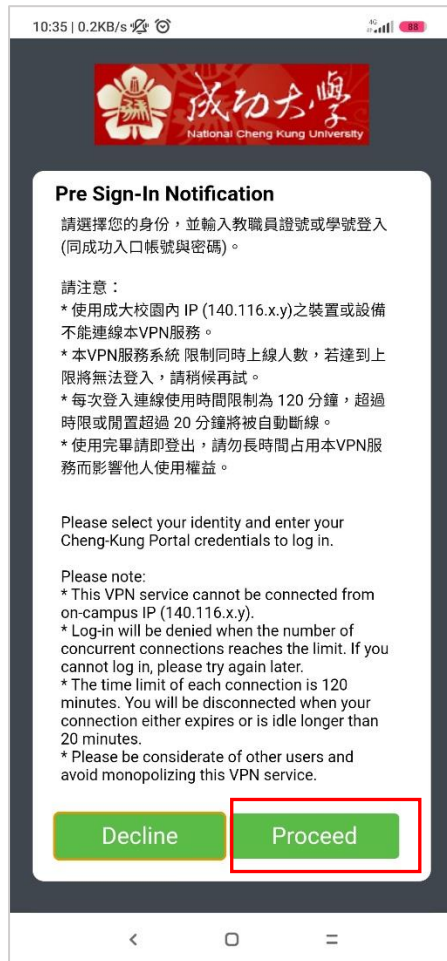 10:35 | 0.2KB/s
4G
88
成功大學
National Cheng Kung University
Pre Sign-In Notification
請選擇您的身份，並輸入教職員證號或學號登入
(同成功入口帳號與密碼)。
請注意：
* 使用成大校園內 IP (140.116.x.y)之裝置或設備
不能連線本VPN服務。
* 本VPN服務系統 限制同時上線人數，若達到上
限將無法登入，請稍候再試。
* 每次登入連線使用時間限制為 120 分鐘，超過
時限或閒置超過 20 分鐘將被自動斷線。
* 使用完畢請即登出，請勿長時間占用本VPN服
務而影響他人使用權益。
Please select your identity and enter your
Cheng-Kung Portal credentials to log in.
Please note:
* This VPN service cannot be connected from
on-campus IP (140.116.x.y).
* Log-in will be denied when the number of
concurrent connections reaches the limit. If you
cannot log in, please try again later.
* The time limit of each connection is 120
minutes. You will be disconnected when your
connection either expires or is idle longer than
20 minutes.
* Please be considerate of other users and
avoid monopolizing this VPN service.
Decline
Proceed